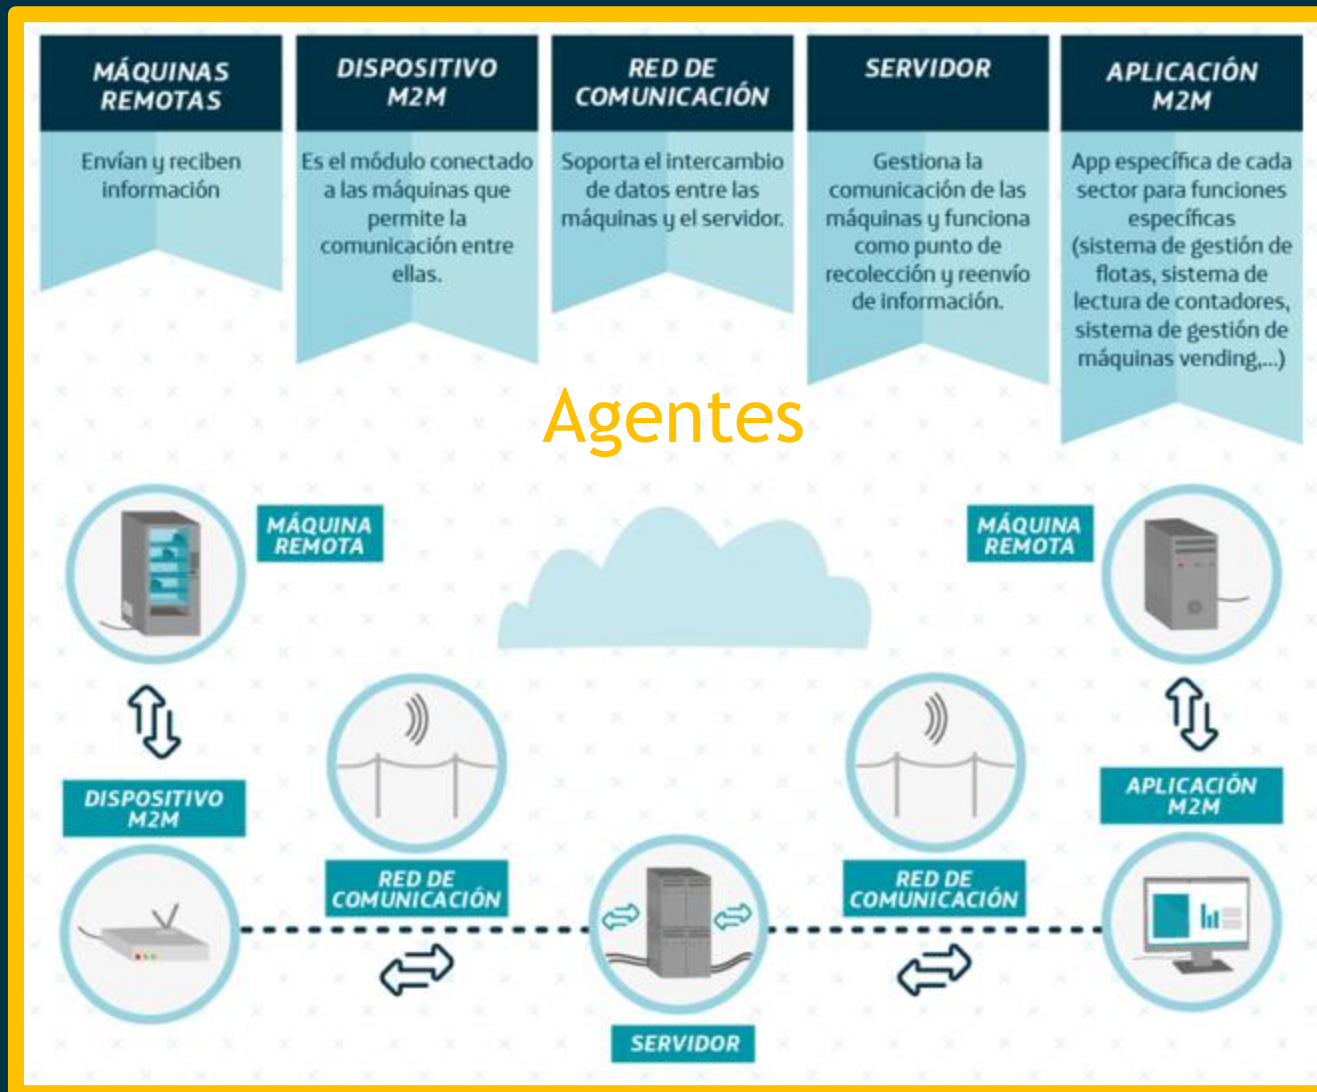 MÁQUINAS
REMOTAS
Envían y reciben
información
DISPOSITIVO
M2M
Es el módulo conectado
a las máquinas que
permite la
comunicación entre
ellas.
RED DE
COMUNICACIÓN
Soporta el intercambio
de datos entre las
máquinas y el servidor.
SERVIDOR
Gestiona la
comunicación de las
máquinas y funciona
como punto de
recolección y reenvío
de información.
APLICACIÓN
M2M
App específica de cada
sector para funciones
específicas
(sistema de gestión de
flotas, sistema de
lectura de contadores,
sistema de gestión de
máquinas vending,...)
Agentes
MÁQUINA
REMOTA
MÁQUINA
REMOTA
DISPOSITIVO
M2M
APLICACIÓN
M2M
RED DE
COMUNICACIÓN
RED DE
COMUNICACIÓN
SERVIDOR